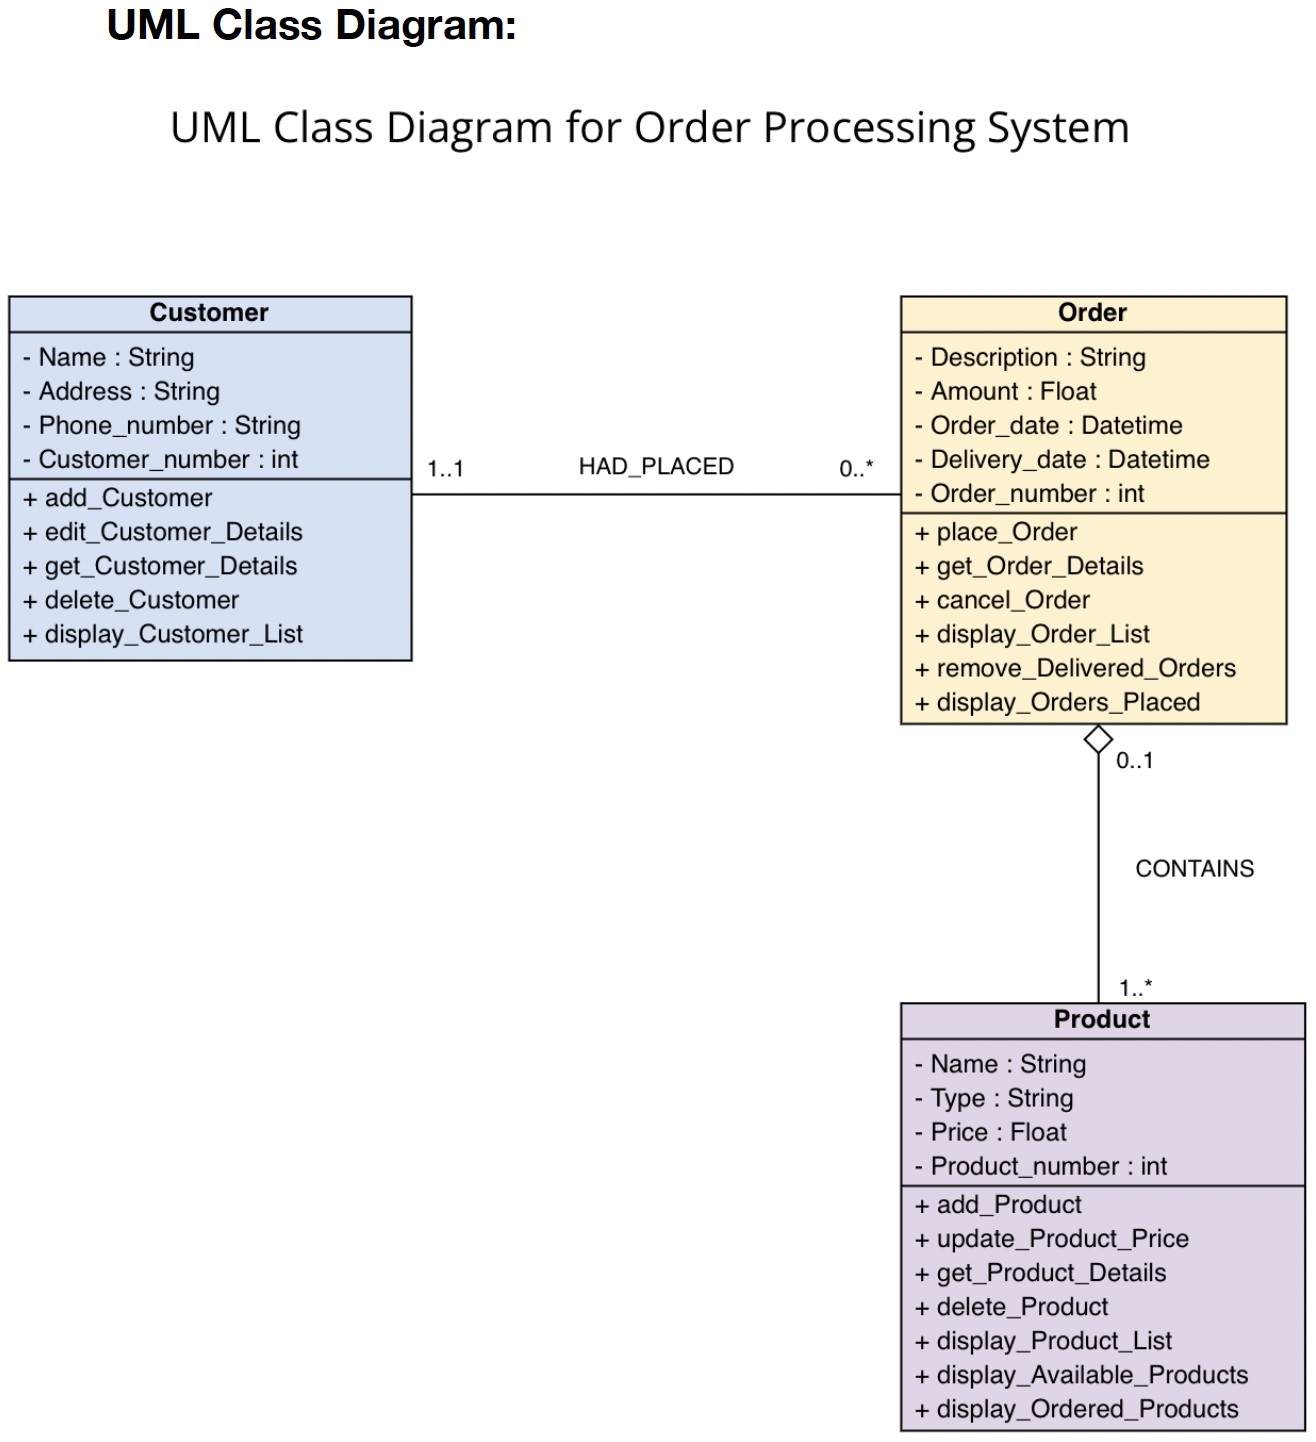 UML Class Diagram:
UML Class Diagram for Order Processing System
Customer
- Name : String
- Address : String
- Phone_number : String
- Customer_number : int
+ add_Customer
+ edit_Customer_Details
+ get_Customer_Details
+ delete_Customer
+ display_Customer_List
1..1
HAD_PLACED
0..*
Order
- Description : String
- Amount : Float
- Order_date : Datetime
- Delivery_date : Datetime
- Order_number : int
+ place_Order
+ get_Order_Details
+ cancel_Order
+ display_Order_List
+ remove_Delivered_Orders
+ display_Orders_Placed
0..1
CONTAINS
1..*
Product
- Name : String
- Type : String
- Price : Float
- Product_number : int
+ add_Product
+ update_Product_Price
+ get_Product_Details
+ delete_Product
+ display_Product_List
+ display_Available_Products
+ display_Ordered_Products